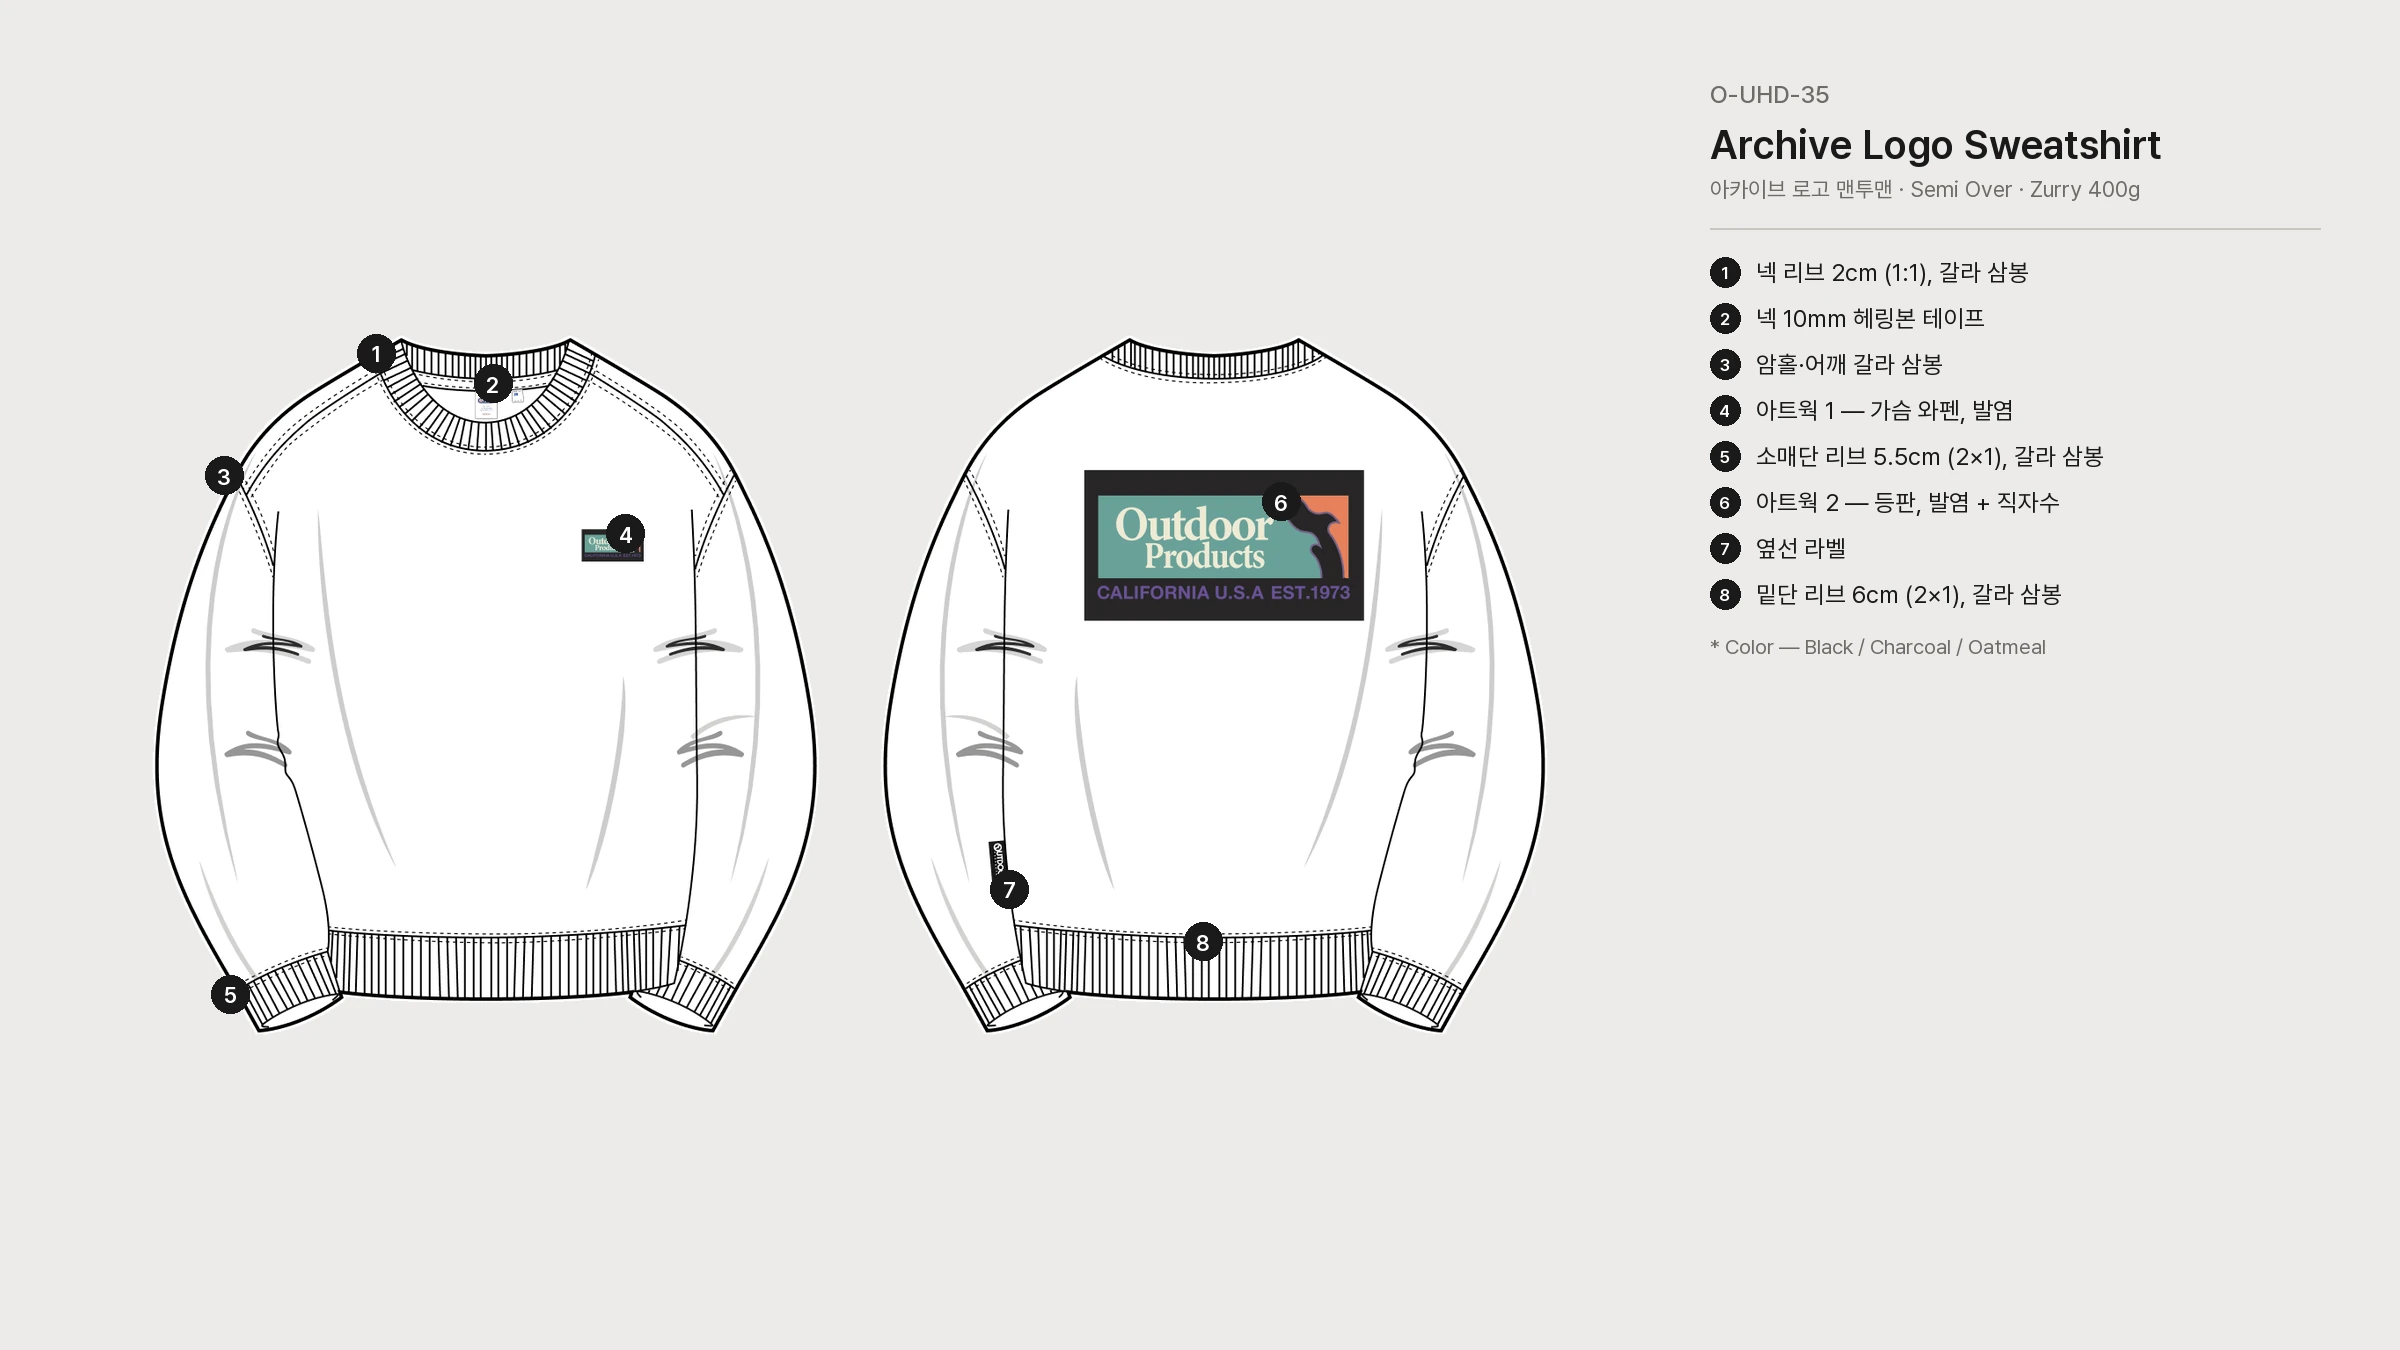 O-UHD-35
Archive Logo Sweatshirt
아카이브 로고 맨투맨 · Semi Over · Zurry 400g
1 넥 리브 2cm (1:1), 갈라 삼봉
2 넥 10mm 헤링본 테이프
3 암홀·어깨 갈라 삼봉
4 아트웍 1 — 가슴 와펜, 발염
5 소매단 리브 5.5cm (2×1), 갈라 삼봉
6 아트웍 2 — 등판, 발염 + 직자수
7 옆선 라벨
8 밑단 리브 6cm (2×1), 갈라 삼봉
* Color — Black / Charcoal / Oatmeal
1
2
3
4
5
Outdoor
Products
CALIFORNIA U.S.A EST.1973
6
7
8